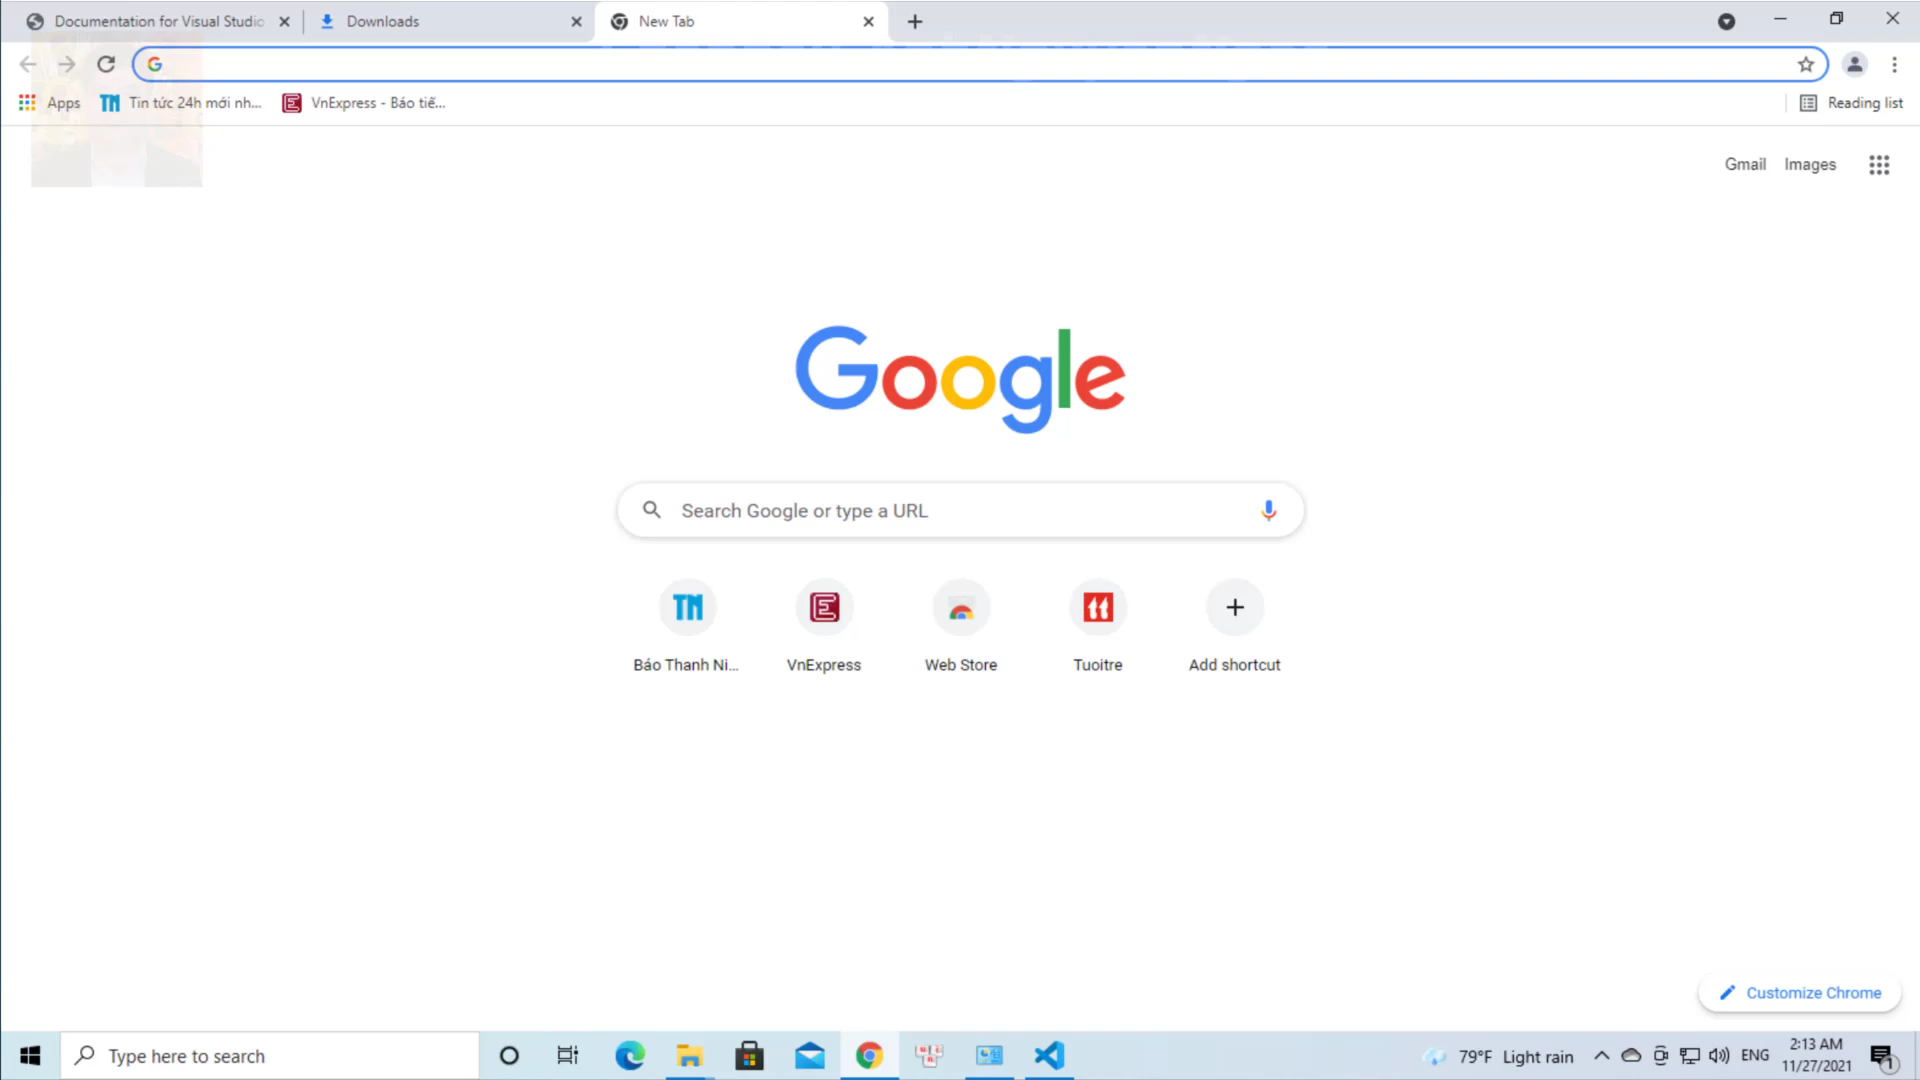 Documentation for Visual Studio
Downloads
New Tab
Apps
Tin tức 24h mới nh...
VnExpress - Báo tiế...
Reading list
Gmail
Images
Google
Search Google or type a URL
Báo Thanh Ni...
VnExpress
Web Store
Tuoitre
Add shortcut
Customize Chrome
Type here to search
79°F Light rain
ENG
2:13 AM
11/27/2021
1